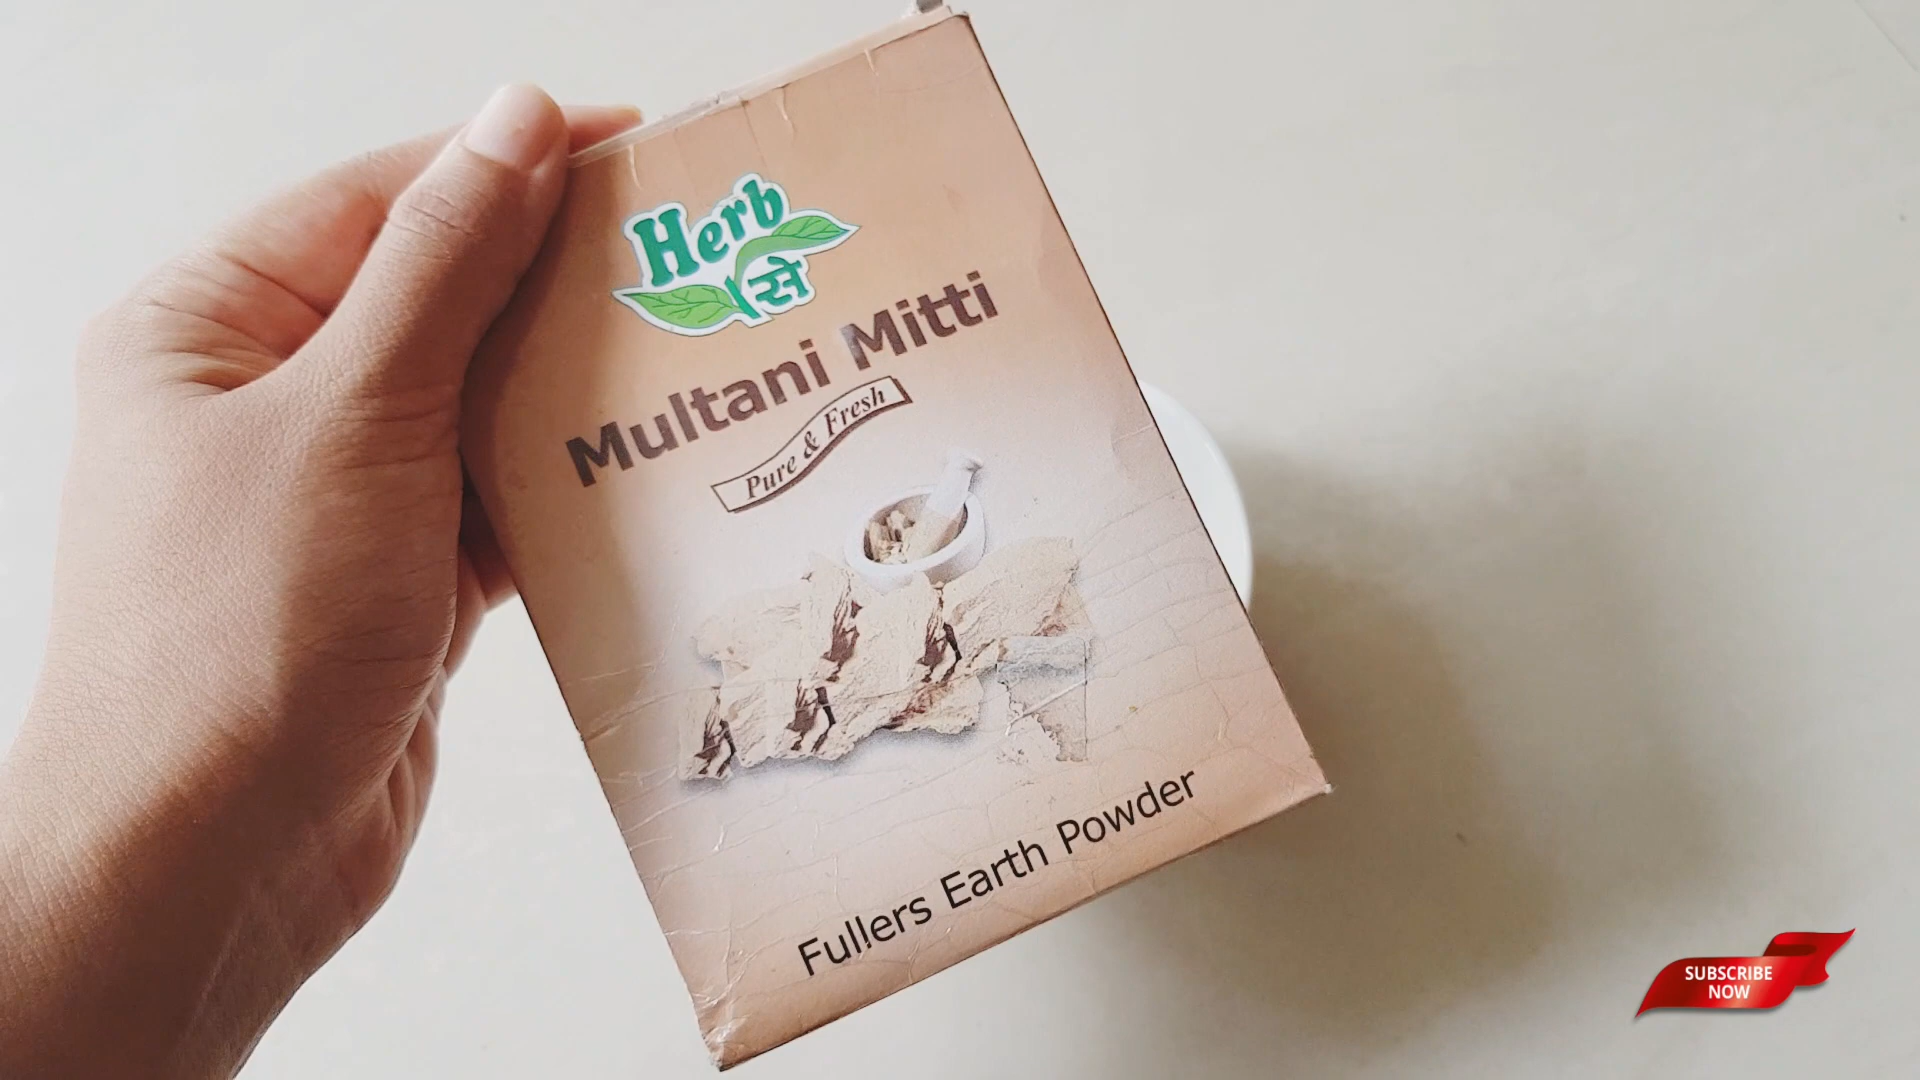 Herb
से
Multani Mitti
Pure & Fresh
Fullers Earth Powder
SUBSCRIBE
NOW